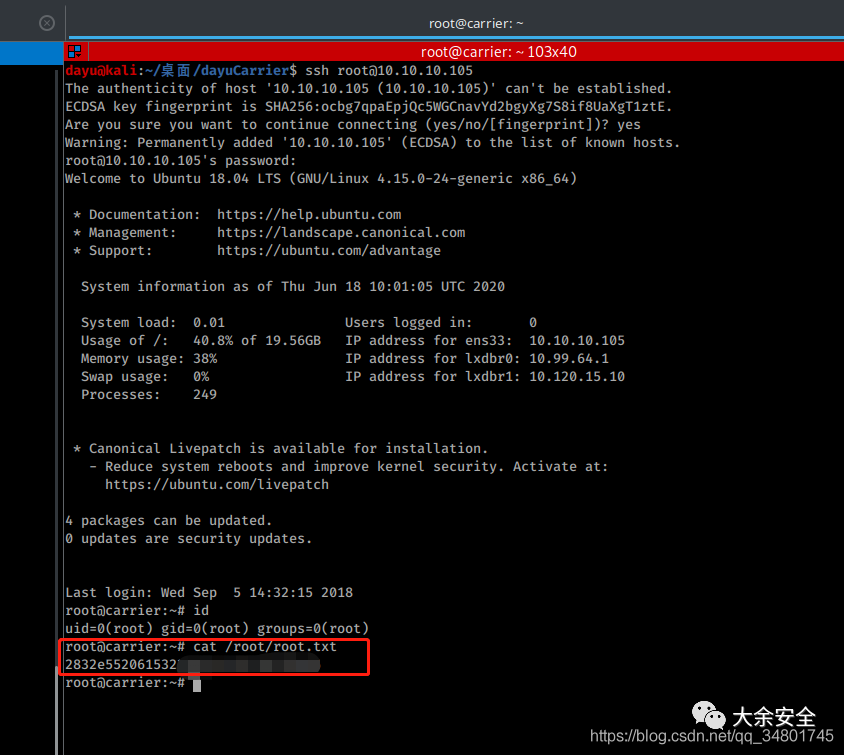 root@carrier: ~
root@carrier: ~ 103x40
dayu@kali:~/桌面/dayuCarrier$ ssh root@10.10.10.105
The authenticity of host '10.10.10.105 (10.10.10.105)' can't be established.
ECDSA key fingerprint is SHA256:ocbg7qpaEpjQc5WGCnavYd2bgyXg7S8if8UaXgT1ztE.
Are you sure you want to continue connecting (yes/no/[fingerprint])? yes
Warning: Permanently added '10.10.10.105' (ECDSA) to the list of known hosts.
root@10.10.10.105's password:
Welcome to Ubuntu 18.04 LTS (GNU/Linux 4.15.0-24-generic x86_64)
* Documentation:  https://help.ubuntu.com
* Management:     https://landscape.canonical.com
* Support:        https://ubuntu.com/advantage
System information as of Thu Jun 18 10:01:05 UTC 2020
System load:  0.01               Users logged in:       0
Usage of /:   40.8% of 19.56GB   IP address for ens33:  10.10.10.105
Memory usage: 38%                IP address for lxdbr0: 10.99.64.1
Swap usage:   0%                 IP address for lxdbr1: 10.120.15.10
Processes:    249
* Canonical Livepatch is available for installation.
- Reduce system reboots and improve kernel security. Activate at:
https://ubuntu.com/livepatch
4 packages can be updated.
0 updates are security updates.
Last login: Wed Sep  5 14:32:15 2018
root@carrier:~# id
uid=0(root) gid=0(root) groups=0(root)
root@carrier:~# cat /root/root.txt
2832e552061532
root@carrier:~#
大余安全
https://blog.csdn.net/qq_34801745